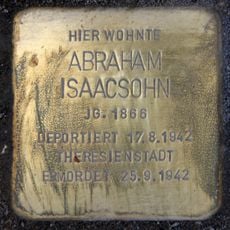 HIER WOHNTE
ABRAHAM
ISAACSOHN
JG. 1866
DEPORTIERT 17.8.1942
THERESIENSTADT
ERMORDET 25.9.1942